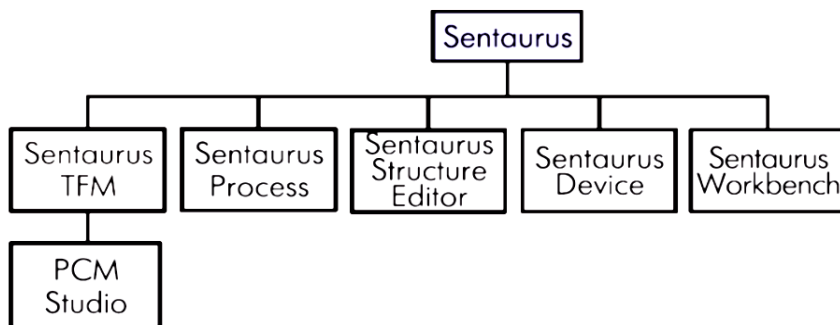 Sentaurus
Sentaurus
TFM
Sentaurus
Process
Sentaurus
Structure
Editor
Sentaurus
Device
Sentaurus
Workbench
PCM
Studio